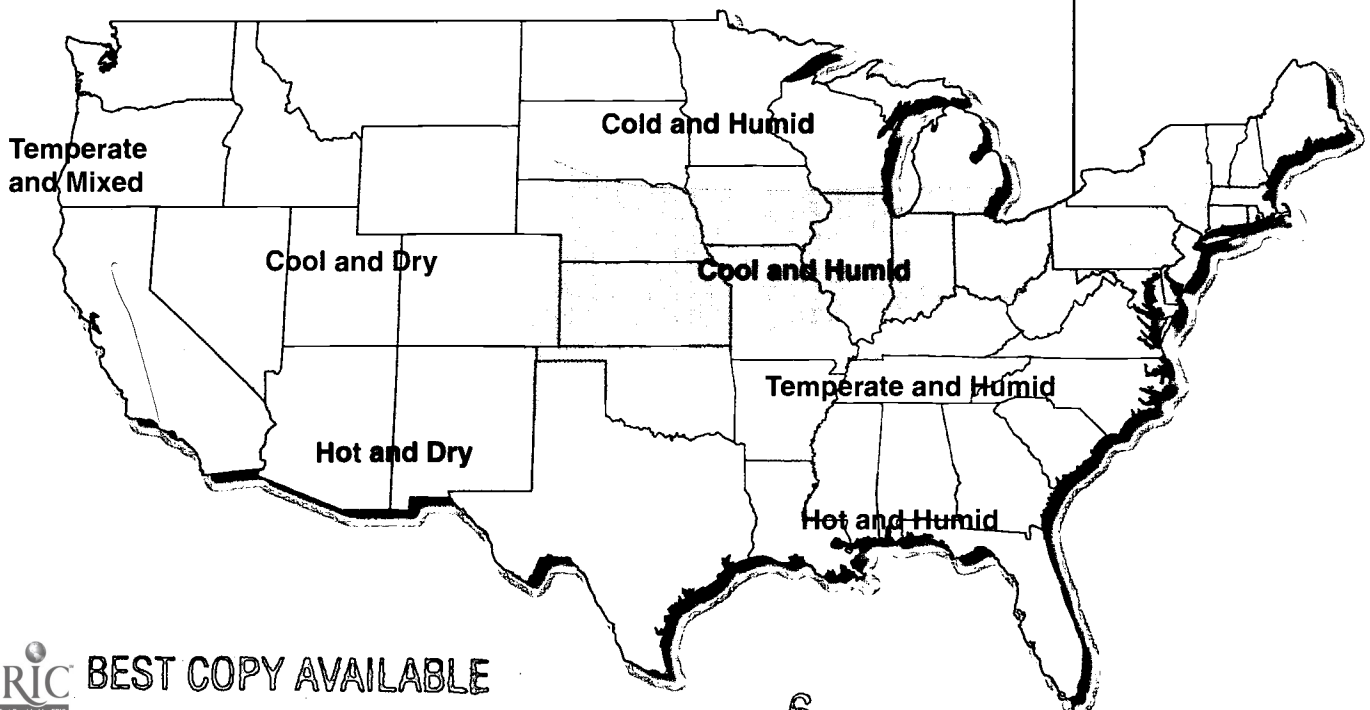 Cold and Humid
Temperate
and Mixed
Cool and Dry
Cool and Humid
Temperate and Humid
Hot and Dry
Hot and Humid
RIC BEST COPY AVAILABLE